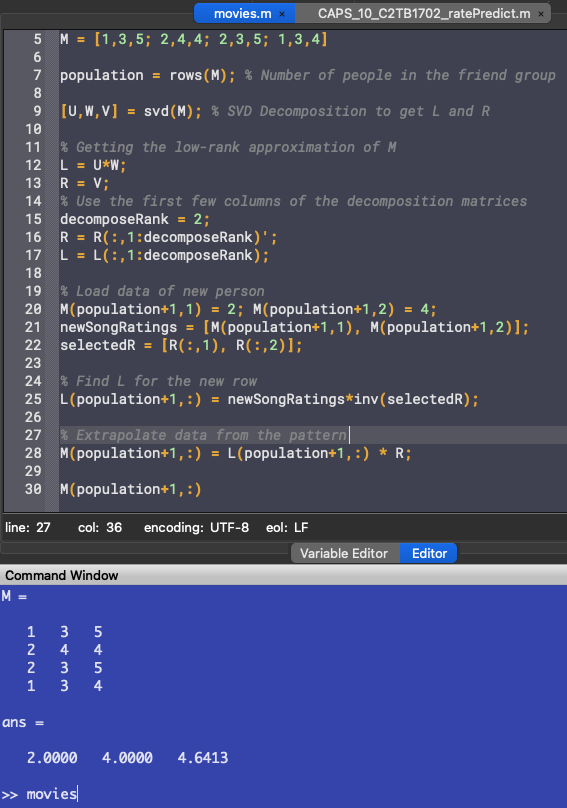 movies.m × CAPS_10_C2TB1702_ratePredict.m ×
5 M = [1,3,5; 2,4,4; 2,3,5; 1,3,4]
6
7 population = rows(M); % Number of people in the friend group
8
9 [U,W,V] = svd(M); % SVD Decomposition to get L and R
10
11 % Getting the low-rank approximation of M
12 L = U*W;
13 R = V;
14 % Use the first few columns of the decomposition matrices
15 decomposeRank = 2;
16 R = R(:,1:decomposeRank)';
17 L = L(:,1:decomposeRank);
18
19 % Load data of new person
20 M(population+1,1) = 2; M(population+1,2) = 4;
21 newSongRatings = [M(population+1,1), M(population+1,2)];
22 selectedR = [R(:,1), R(:,2)];
23
24 % Find L for the new row
25 L(population+1,:) = newSongRatings*inv(selectedR);
26
27 % Extrapolate data from the pattern
28 M(population+1,:) = L(population+1,:) * R;
29
30 M(population+1,:)
line: 27 col: 36 encoding: UTF-8 eol: LF
Variable Editor Editor
Command Window
M =
1 3 5
2 4 4
2 3 5
1 3 4
ans =
2.0000 4.0000 4.6413
>> movies